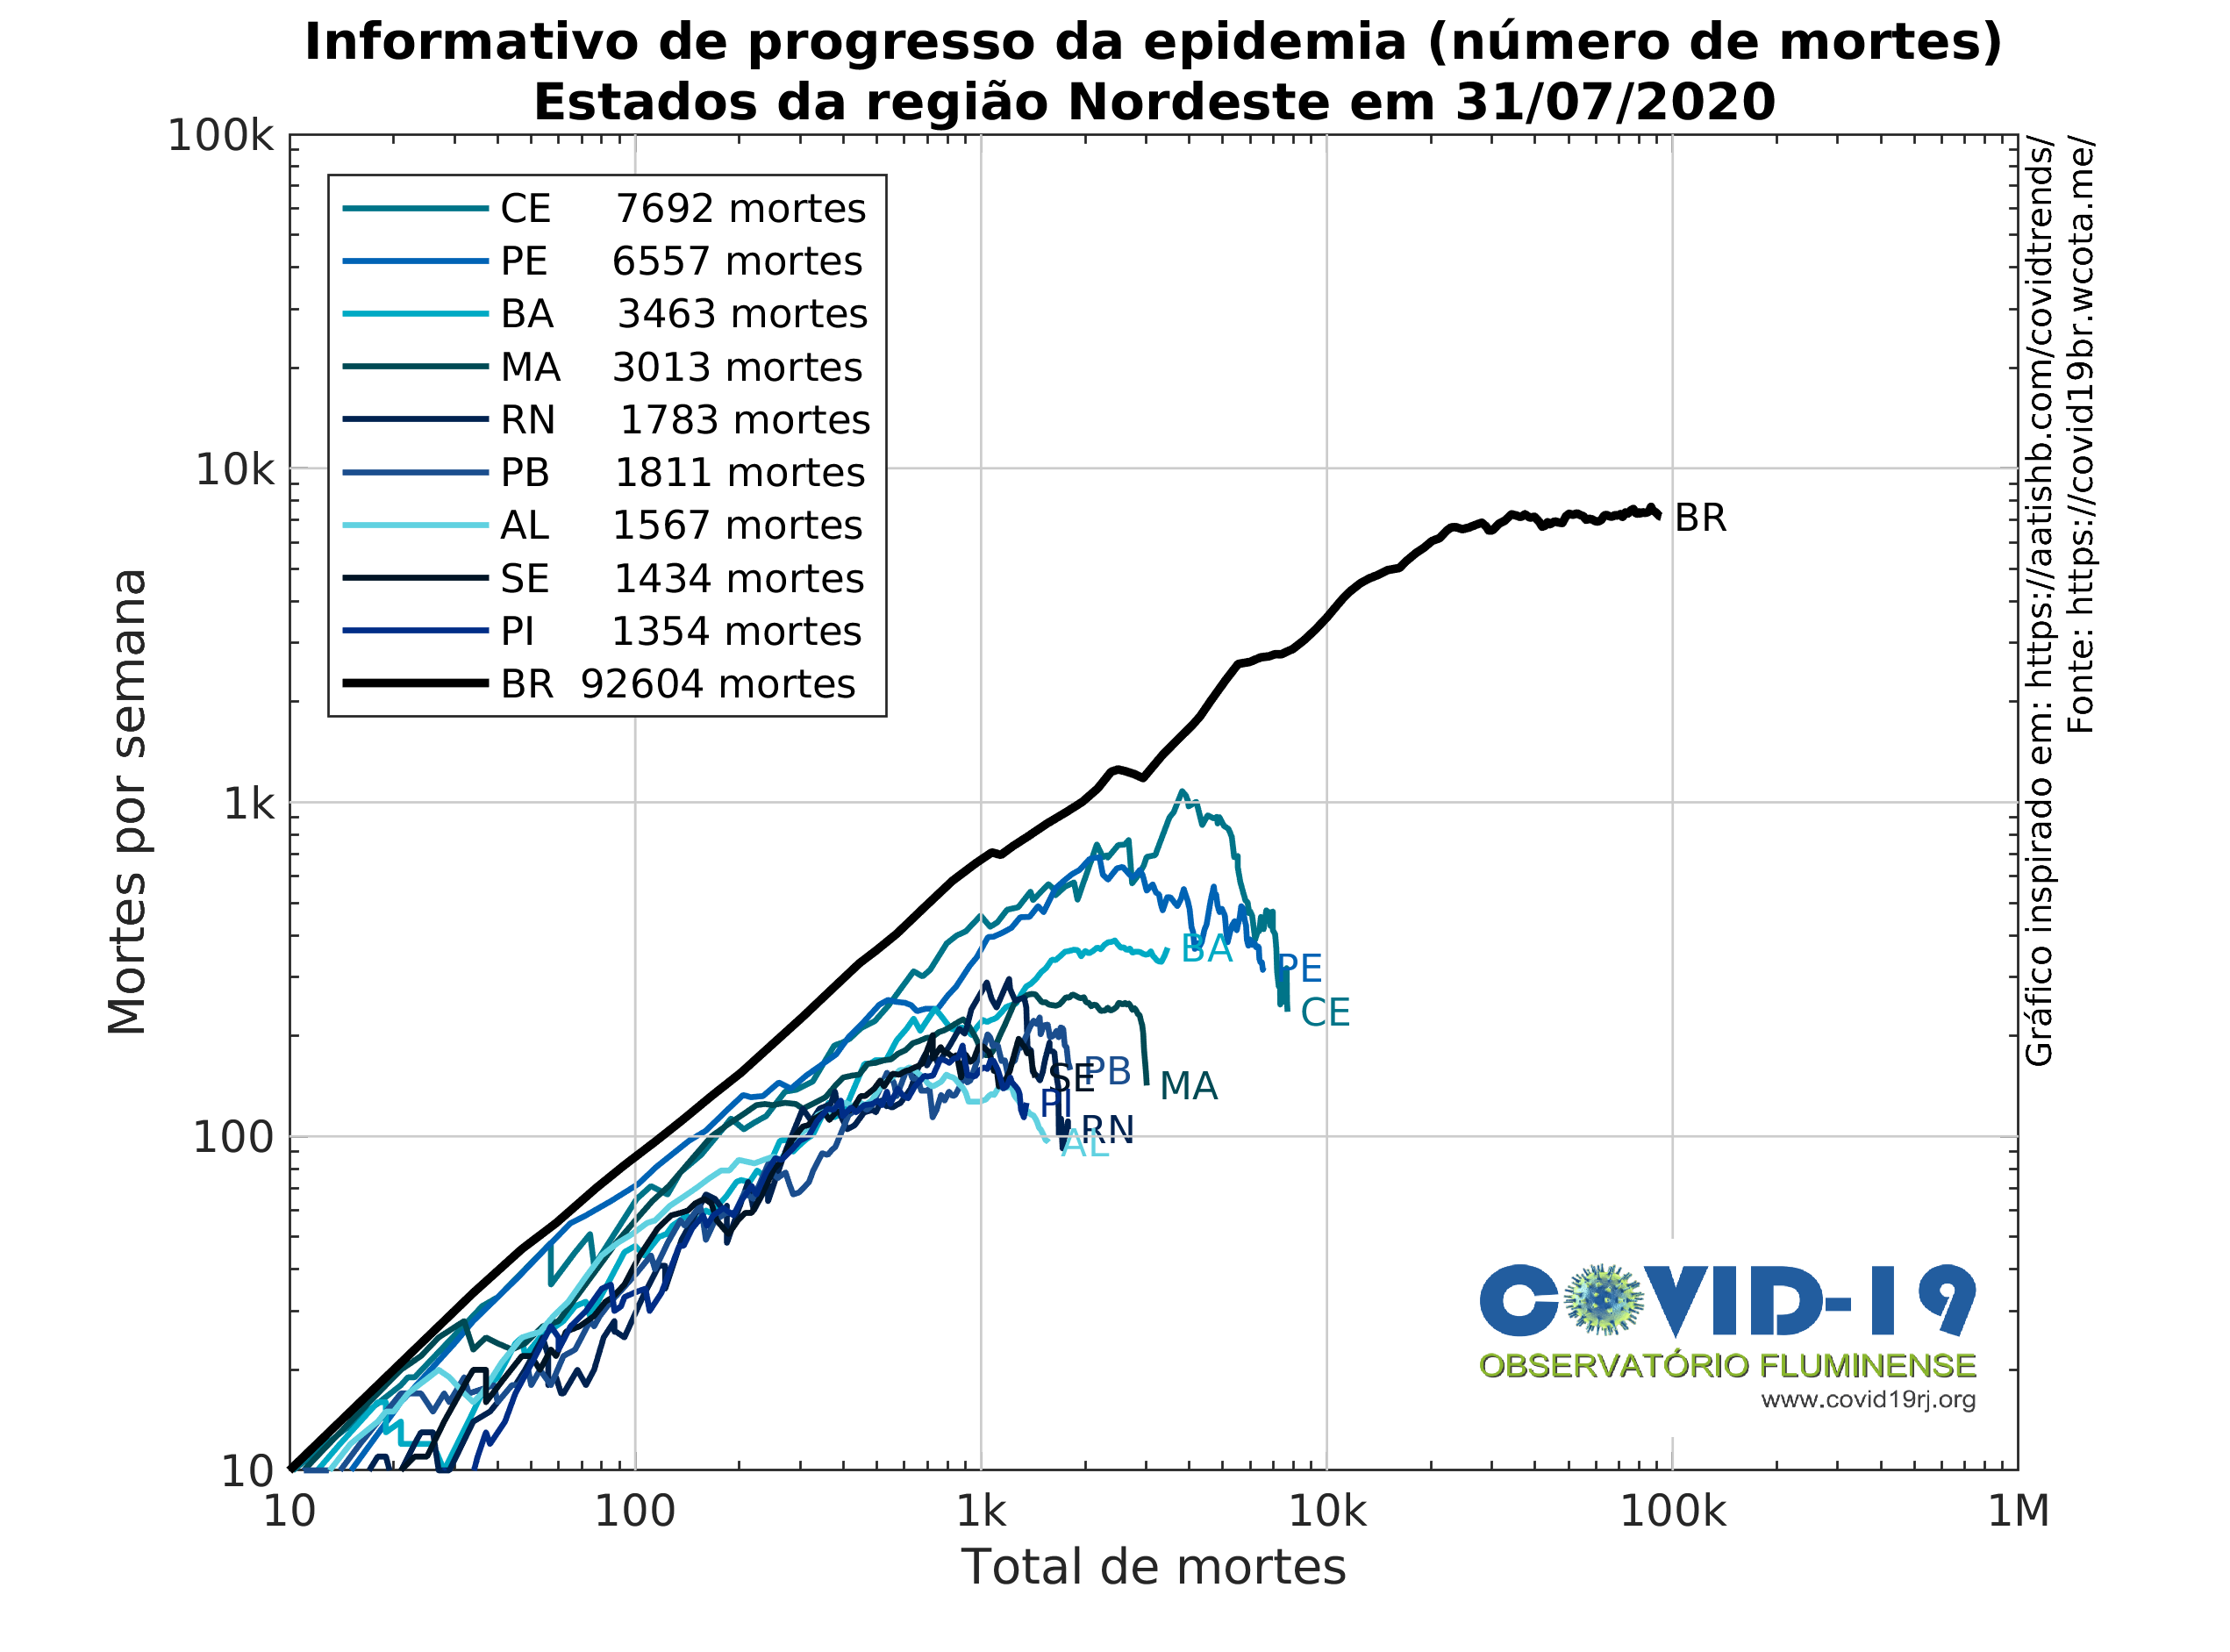 Informativo de progresso da epidemia (número de mortes)
Estados da região Nordeste em 31/07/2020
100k
10k
1k
100
10
Mortes por semana
CE 7692 mortes
PE 6557 mortes
BA 3463 mortes
MA 3013 mortes
RN 1783 mortes
PB 1811 mortes
AL 1567 mortes
SE 1434 mortes
PI 1354 mortes
BR 92604 mortes
BR
BA
PE
CE
PB
SE
MA
PI
RN
AL
Gráfico inspirado em: https://aatishb.com/covidtrends/
Fonte: https://covid19br.wcota.me/
COVID-19
OBSERVATÓRIO FLUMINENSE
www.covid19rj.org
10 100 1k 10k 100k 1M
Total de mortes